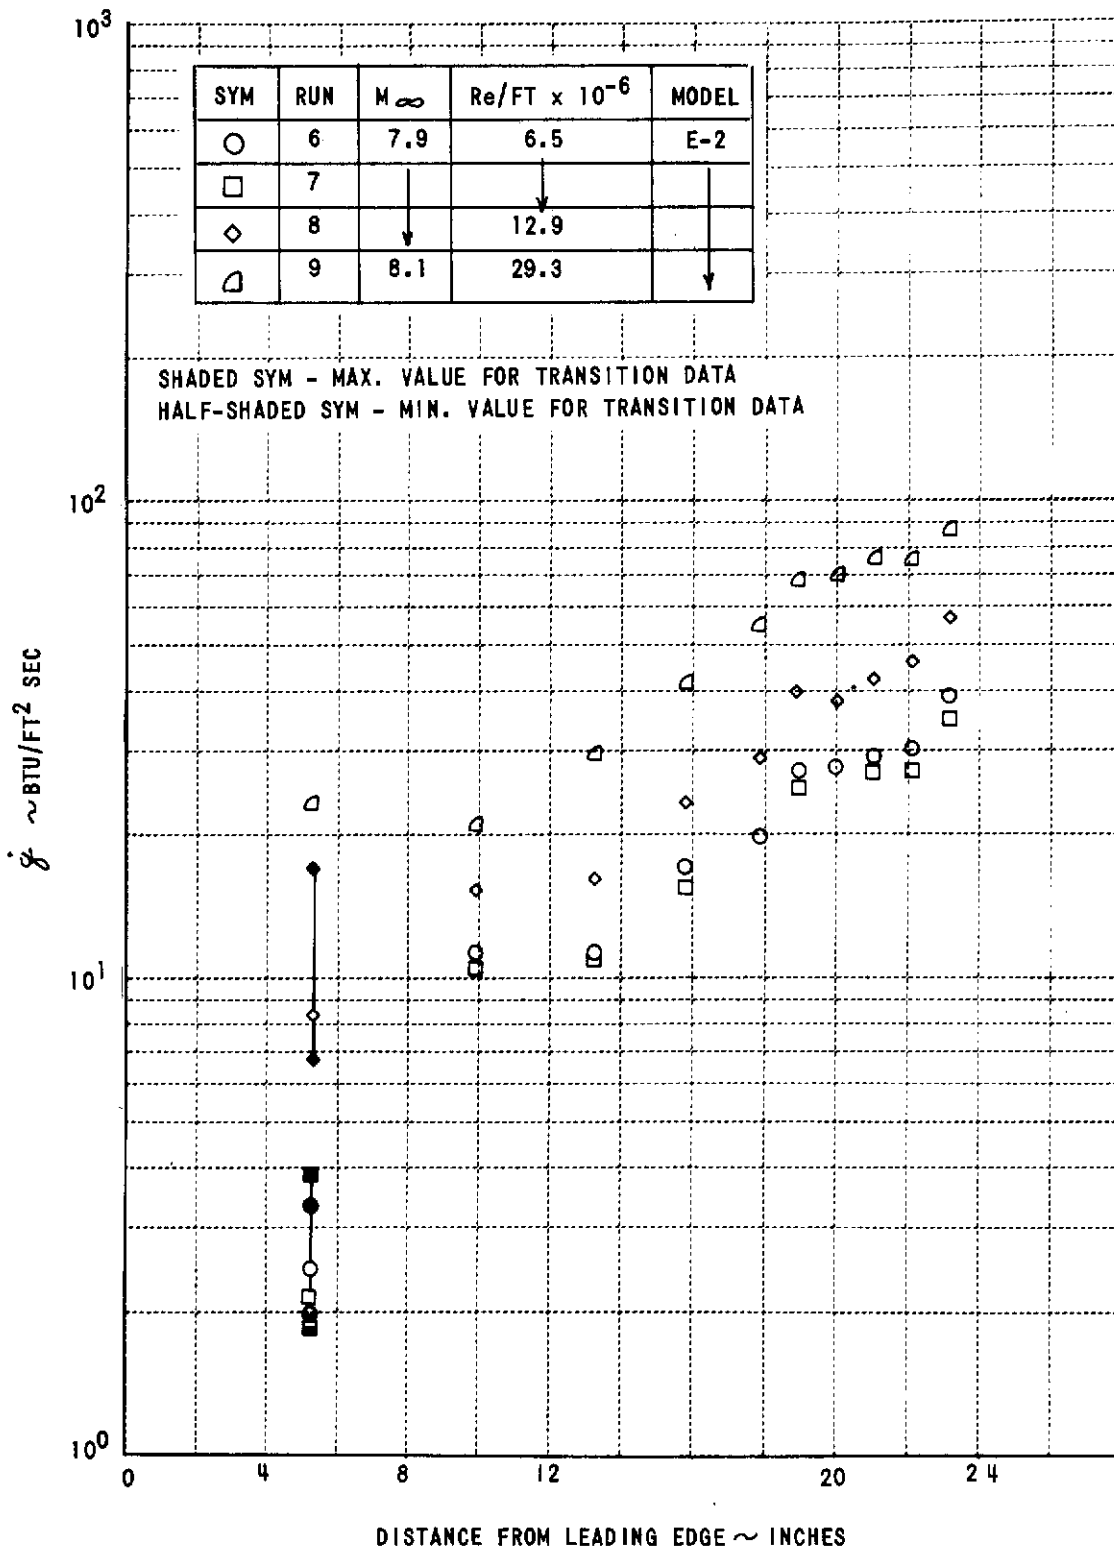 10³
SYM RUN M∞ Re/FT x 10⁻⁶ MODEL
6 7.9 6.5 E-2
7
8 12.9
9 8.1 29.3
SHADED SYM - MAX. VALUE FOR TRANSITION DATA
HALF-SHADED SYM - MIN. VALUE FOR TRANSITION DATA
10²
q̇ ~ BTU/FT² SEC
10¹
10⁰
0 4 8 12 20 24
DISTANCE FROM LEADING EDGE ~ INCHES